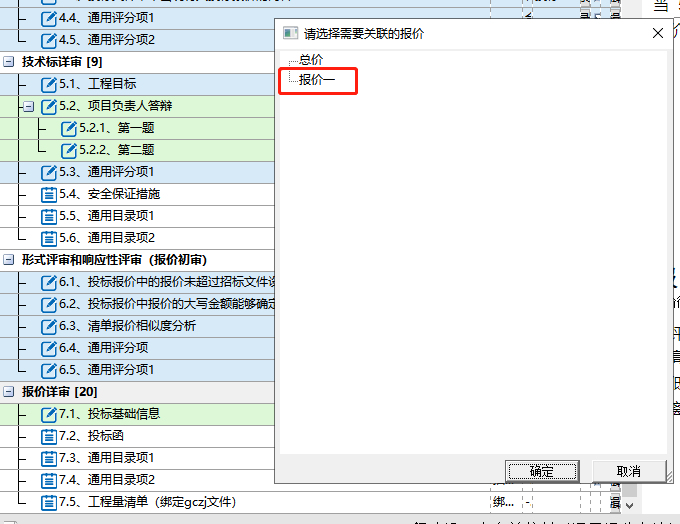 4.4、通用评分项1
4.5、通用评分项2
技术标详审 [9]
5.1、工程目标
5.2、项目负责人答辩
5.2.1、第一题
5.2.2、第二题
5.3、通用评分项1
5.4、安全保证措施
5.5、通用目录项1
5.6、通用目录项2
形式评审和响应性评审（报价初审）
6.1、投标报价中的报价未超过招标文件
6.2、投标报价中报价的大写金额能够确定
6.3、清单报价相似度分析
6.4、通用评分项
6.5、通用评分项1
报价详审 [20]
7.1、投标基础信息
7.2、投标函
7.3、通用目录项1
7.4、通用目录项2
7.5、工程量清单（绑定gczj文件）
绑... -
请选择需要关联的报价
总价
报价一
确定
取消